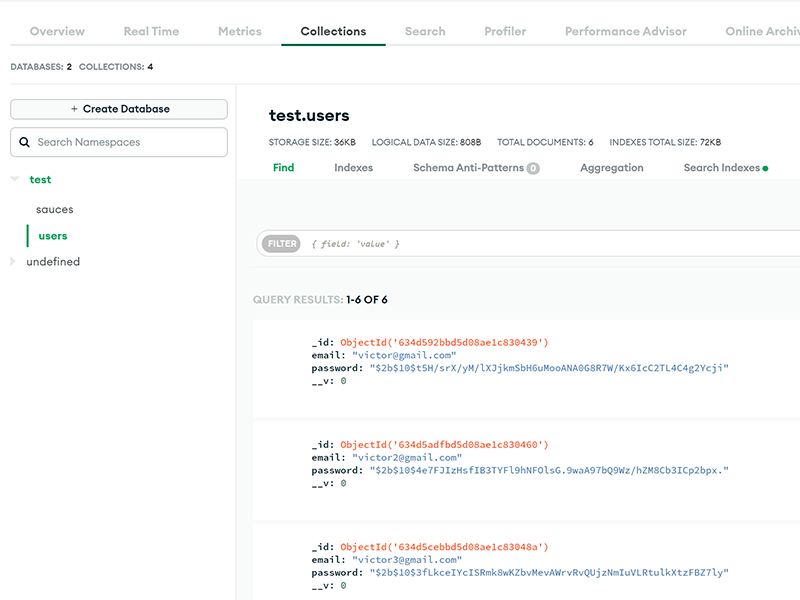 Overview Real Time Metrics Collections Search Profiler Performance Advisor Online Archiv
DATABASES: 2 COLLECTIONS: 4
+ Create Database
Search Namespaces
test
sauces
users
undefined
test.users
STORAGE SIZE: 36KB LOGICAL DATA SIZE: 808B TOTAL DOCUMENTS: 6 INDEXES TOTAL SIZE: 72KB
Find Indexes Schema Anti-Patterns 0 Aggregation Search Indexes
FILTER { field: 'value' }
QUERY RESULTS: 1-6 OF 6
_id: ObjectId('634d592bbd5d08ae1c830439')
email: "victor@gmail.com"
password: "$2b$10$t5H/srX/yM/lXJjkmSbH6uMooANA0G8R7W/Kx6IcC2TL4C4g2Ycji"
__v: 0
_id: ObjectId('634d5adfbd5d08ae1c830460')
email: "victor2@gmail.com"
password: "$2b$10$4e7FJIzHsfIB3TYFl9hNFOlsG.9waA97bQ9Wz/hZM8Cb3ICp2bpx."
__v: 0
_id: ObjectId('634d5cebbd5d08ae1c83048a')
email: "victor3@gmail.com"
password: "$2b$10$3fLkceIYcISRmk8wKZbvMevAWrvRvQUjzNmIuVLRtulkXtzFBZ7ly"
__v: 0